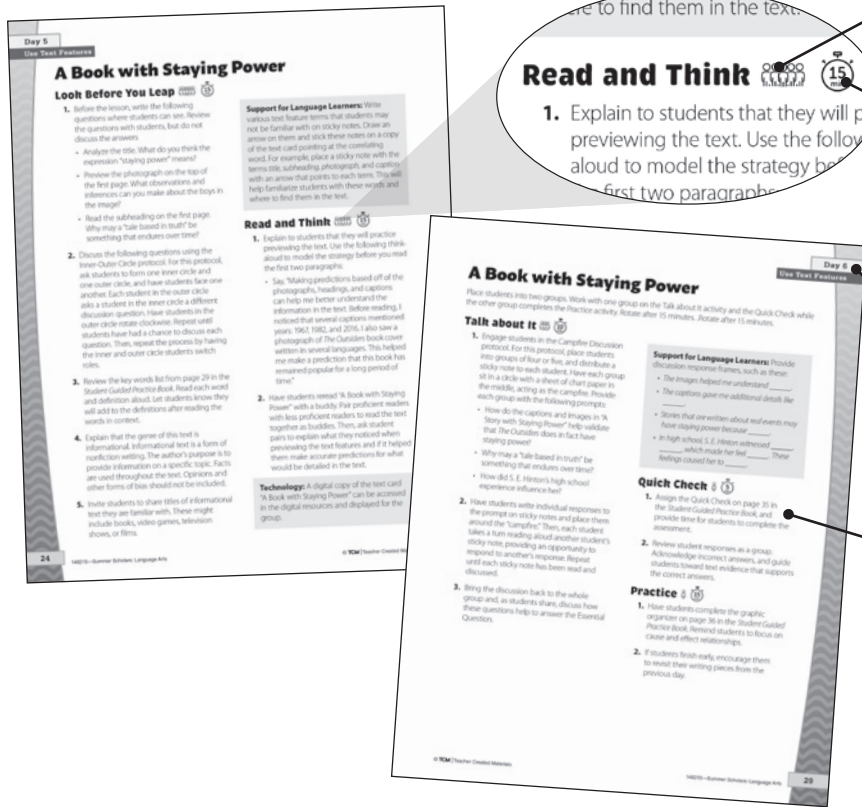 Day 5
Use Text Features
A Book with Staying Power
Look Before You Leap 15
1. Before the lesson, write the following
questions where students can see. Review
the questions with students, but do not
discuss the answers
• Analyze the title. What do you think the
expression "staying power" means?
• Preview the photograph on the top of
the first page. What observations and
inferences can you make about the boys in
the image?
• Read the subheading on the first page.
Why may a "tale based in truth" be
something that endures over time?
2. Discuss the following questions using the
Inner-Outer Circle protocol. For this protocol,
ask students to form one inner circle and
one outer circle, and have students face one
another. Each student in the outer circle
asks a student in the inner circle a different
discussion question. Have students in the
outer circle rotate clockwise. Repeat until
students have had a chance to discuss each
question. Then, repeat the process by having
the inner and outer circle students switch
roles.
3. Review the key words list from page 29 in the
Student Guided Practice Book. Read each word
and definition aloud. Let students know they
will add to the definitions after reading the
words in context.
4. Explain that the genre of this text is
informational. Informational text is a form of
nonfiction writing. The author's purpose is to
provide information on a specific topic. Facts
are used throughout the text. Opinions and
other forms of bias should not be included.
5. Invite students to share titles of informational
text they are familiar with. These might
include books, video games, television
shows, or films.
Support for Language Learners: Write
various text feature terms that students may
not be familiar with on sticky notes. Draw an
arrow on them and stick these notes on a copy
of the text card pointing at the correlating
word. For example, place a sticky note with the
terms title, subheading, photograph, and caption
with an arrow that points to each term. This will
help familiarize students with these words and
where to find them in the text.
Read and Think 15
1. Explain to students that they will practice
previewing the text. Use the following think-
aloud to model the strategy before you read
the first two paragraphs.
• Say, "Making predictions based off of the
photographs, headings, and captions
can help me better understand the
information in the text. Before reading, I
noticed that several captions mentioned
years: 1967, 1982, and 2016. I also saw a
photograph of The Outsiders book cover
written in several languages. This helped
me make a prediction that this book has
remained popular for a long period of
time."
2. Have students reread "A Book with Staying
Power" with a buddy. Pair proficient readers
with less proficient readers to read the text
together as buddies. Then, ask student
pairs to explain what they noticed when
previewing the text features and if it helped
them make accurate predictions for what
would be detailed in the text.
Technology: A digital copy of the text card
"A Book with Staying Power" can be accessed
in the digital resources and displayed for the
group.
24
Summer Scholars: Language Arts
© TCM | Teacher Created
to find them in the text.
Read and Think 15
1. Explain to students that they will
previewing the text. Use the
aloud to model the strategy
first two paragraphs
Day 6
Use Text Features
A Book with Staying Power
Place students into two groups. Work with one group on the Talk about It activity and the Quick Check while
the other group completes the Practice activity. Rotate after 15 minutes. Rotate after 15 minutes.
Talk about It 15
1. Engage students in the Campfire Discussion
protocol. For this protocol, place students
into groups of four or five, and distribute a
sticky note to each student. Have each group
sit in a circle with a sheet of chart paper in
the middle, acting as the campfire. Provide
each group with the following prompts:
• How do the captions and images in "A
Story with Staying Power" help validate
that The Outsiders does in fact have
staying power?
• Why may a "tale based in truth" be
something that endures over time?
• How did S. E. Hinton's high school
experience influence her?
2. Have students write individual responses to
the prompt on sticky notes and place them
around the "campfire." Then, each student
takes a turn reading aloud another student's
sticky note, providing an opportunity to
respond to another's response. Repeat
until each sticky note has been read and
discussed.
3. Bring the discussion back to the whole
group and, as students share, discuss how
these questions help to answer the Essential
Question.
Support for Language Learners: Provide
discussion response frames, such as these:
• The images helped me understand ______.
• The captions gave me additional details like
______.
• Stories that are written about real events may
have staying power because ______.
• In high school, S. E. Hinton witnessed ______
______, which made her feel ______. These
feelings caused her to ______.
Quick Check
1. Assign the Quick Check on page 35 in
the Student Guided Practice Book, and
provide time for students to complete the
assessment.
2. Review student responses as a group.
Acknowledge incorrect answers, and guide
students toward text evidence that supports
the correct answers.
Practice 15
1. Have students complete the graphic
organizer on page 36 in the Student Guided
Practice Book. Remind students to focus on
cause and effect relationships.
2. If students finish early, encourage them
to revisit their writing pieces from the
previous day.
© TCM | Teacher Created Materials
Summer Scholars: Language Arts
29